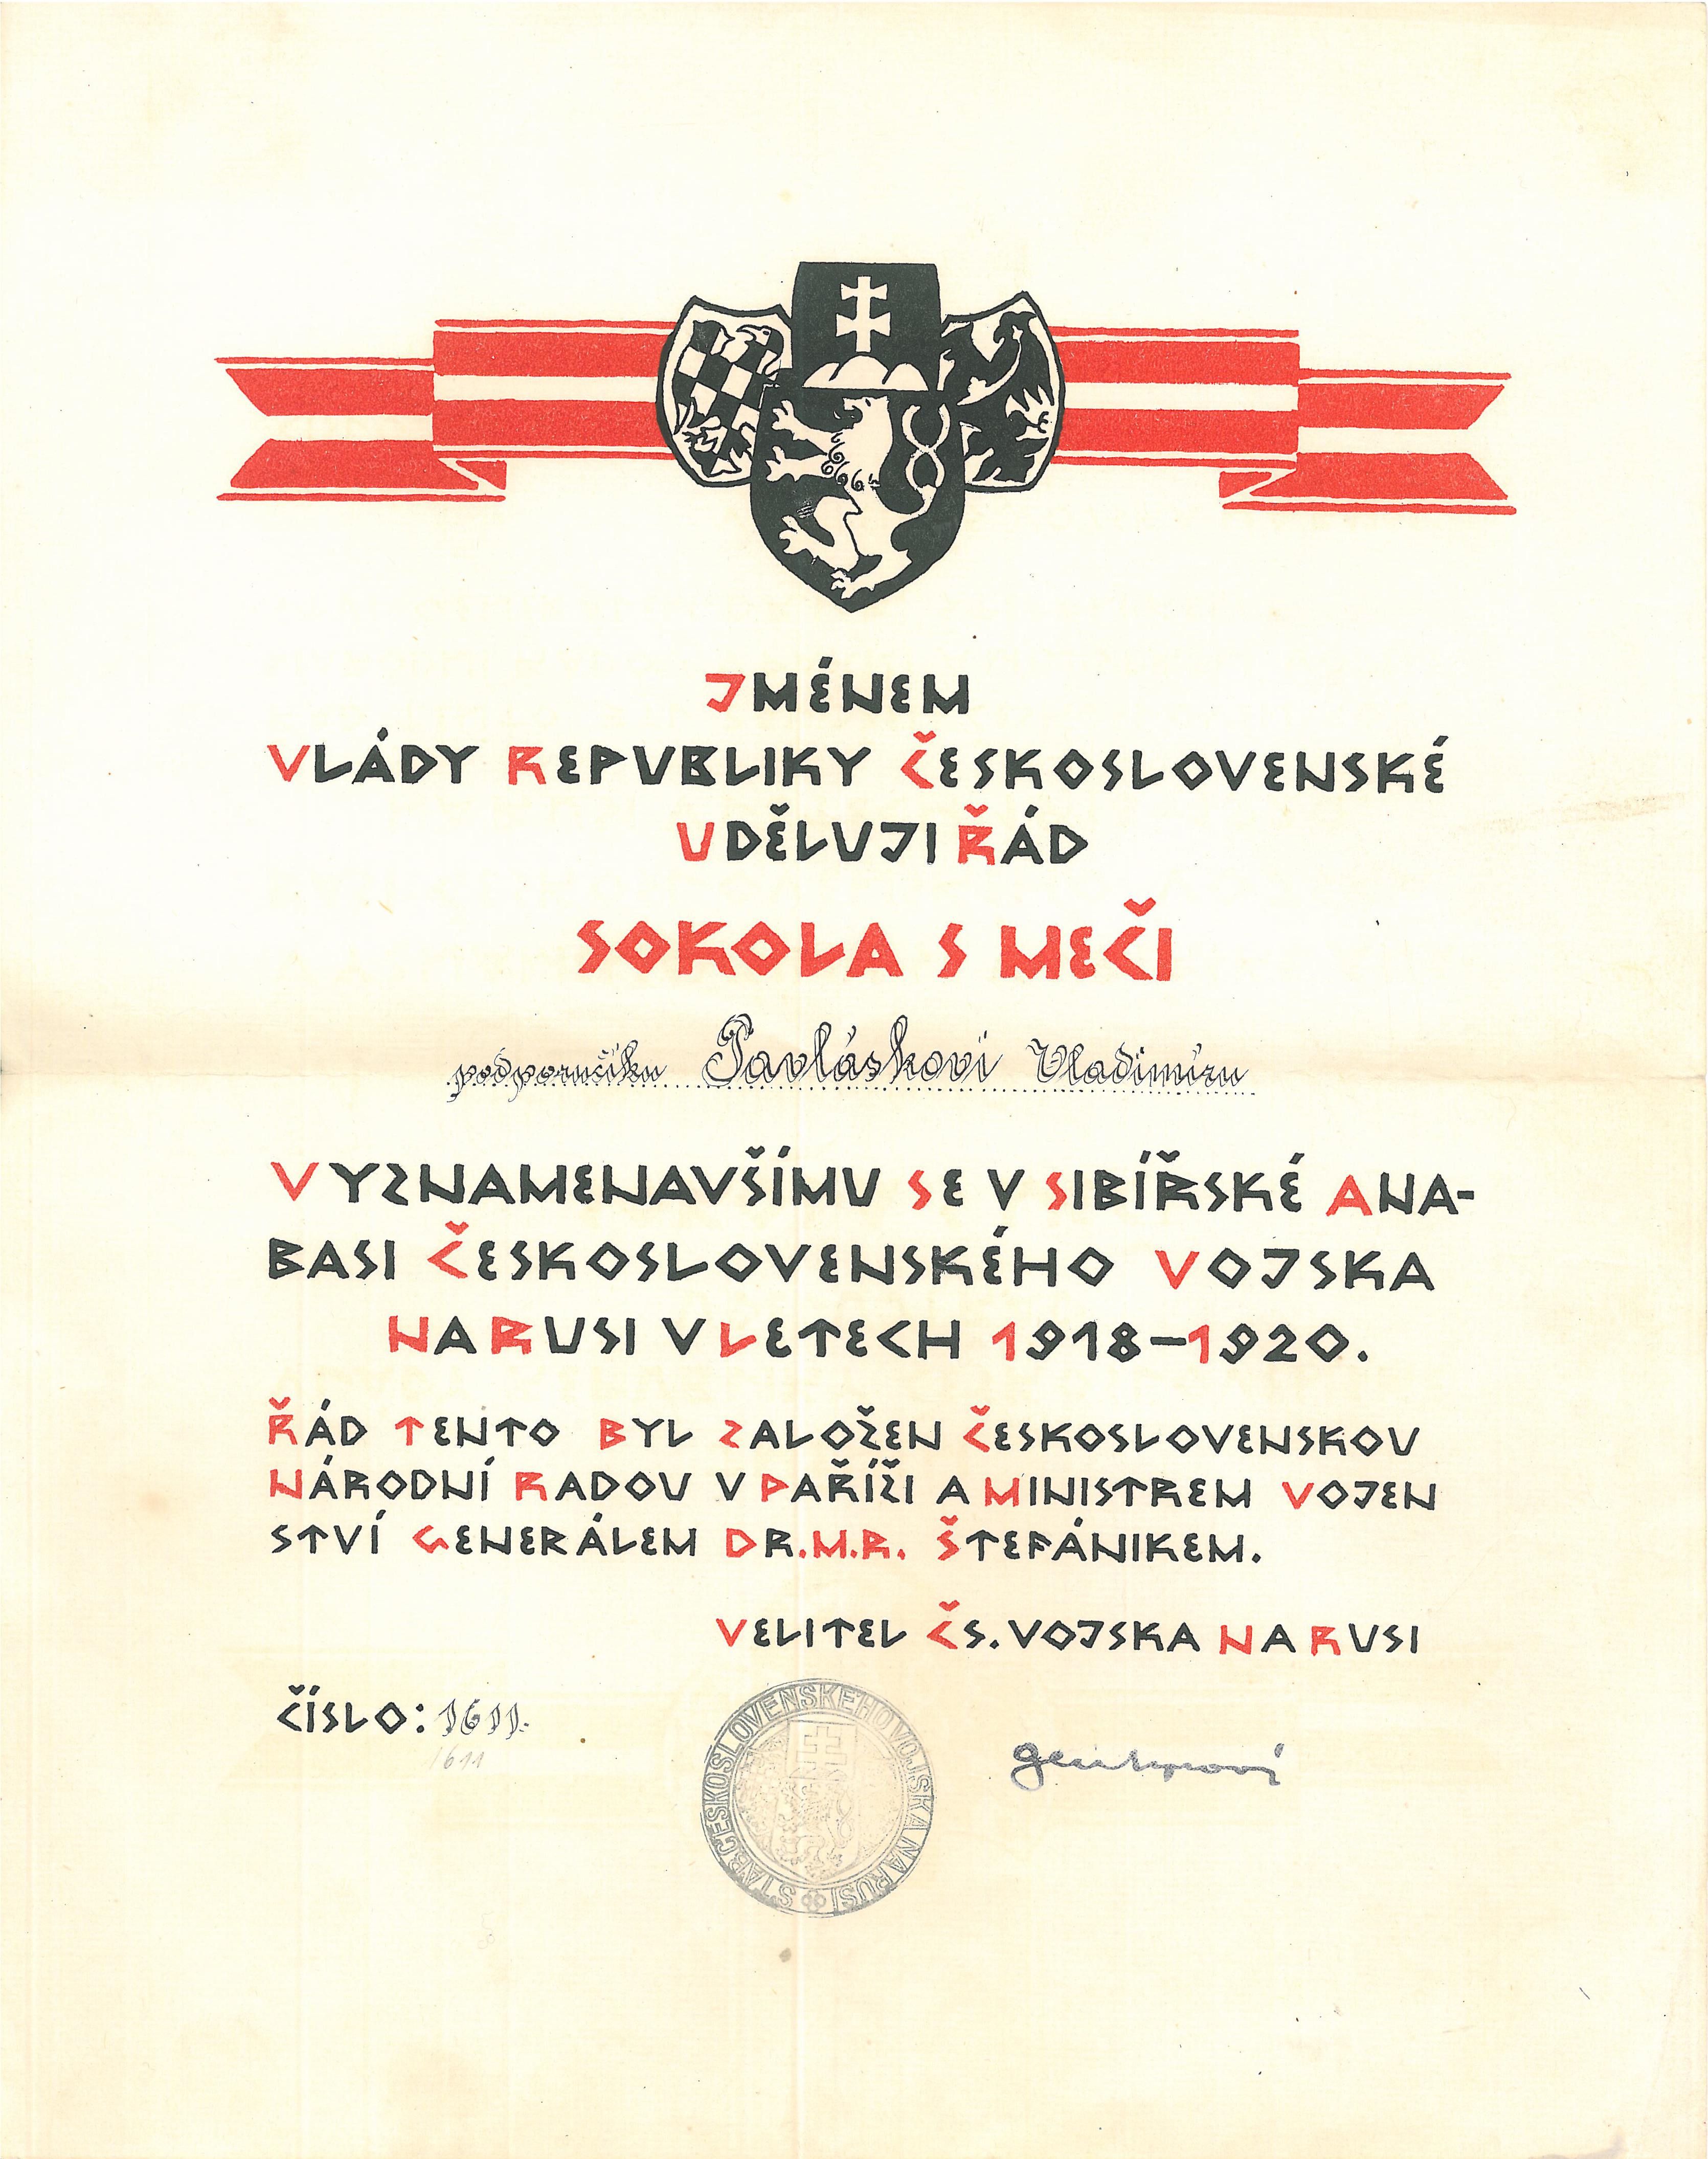 JMÉNEM
VLÁDY REPUBLIKY ČESKOSLOVENSKÉ
UDĚLUJI ŘÁD
SOKOLA S MEČI
podporučíku Pavláskovi Vladimíru
VYZNAMENAVŠÍMU SE V SIBÍŘSKÉ ANA-
BASI ČESKOSLOVENSKÉHO VOJSKA
NA RUSI V LETECH 1918-1920.
ŘÁD TENTO BYL ZALOŽEN ČESKOSLOVENSKOU
NÁRODNÍ RADOU V PAŘÍŽI A MINISTREM VOJEN
STVÍ GENERÁLEM DR.M.R. ŠTEFÁNIKEM.
VELITEL ČS. VOJSKA NA RUSI
ČÍSLO: 1611.
1611
ŠTÁB ČESKOSLOVENSKÉHO VOJSKA NA RUSI